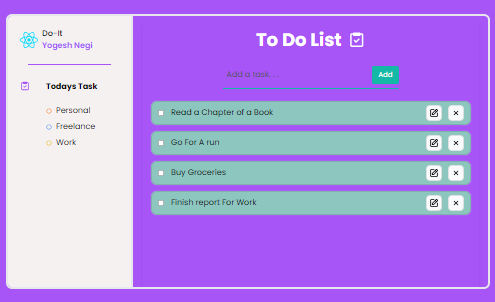 Do-It
Yogesh Negi
Todays Task
Personal
Freelance
Work
To Do List
Add a task. . .
Add
Read a Chapter of a Book
Go For A run
Buy Groceries
Finish report For Work